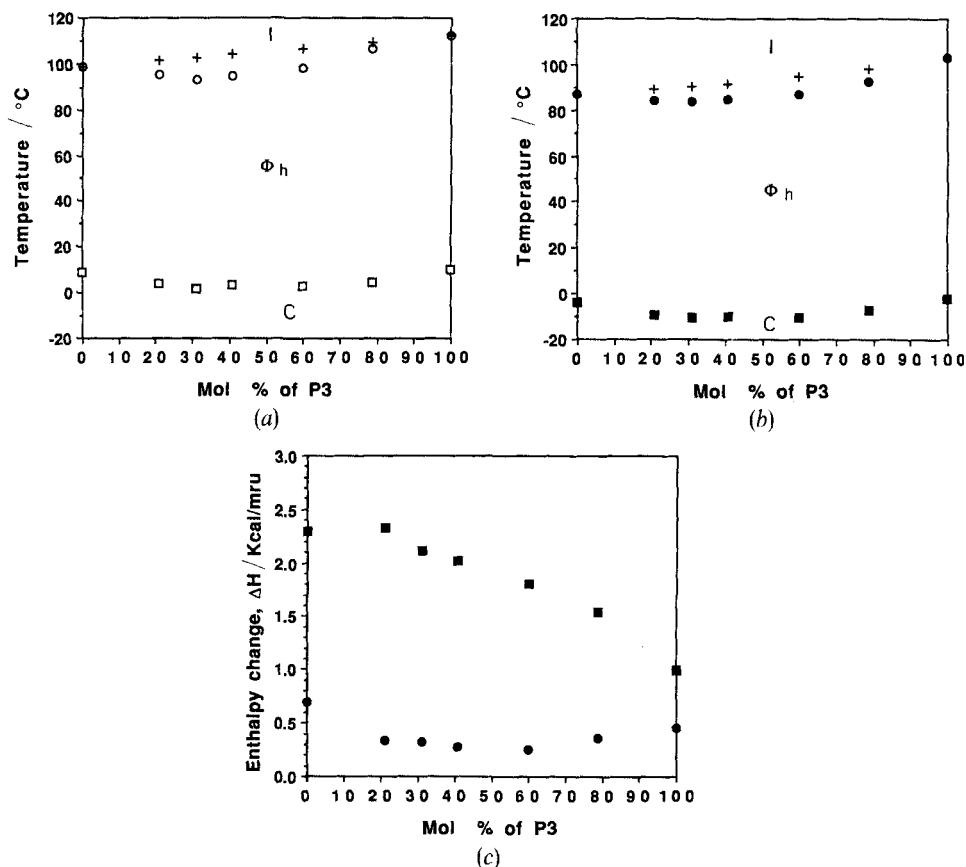 120
100
80
60
40
20
0
-20
Temperature / °C
I
Φ h
C
0 10 20 30 40 50 60 70 80 90 100
Mol % of P3
(a)
120
100
80
60
40
20
0
-20
Temperature / °C
I
Φ h
C
0 10 20 30 40 50 60 70 80 90 100
Mol % of P3
(b)
3.0
2.5
2.0
1.5
1.0
0.5
0.0
Enthalpy change, ΔH / Kcal/mru
0 10 20 30 40 50 60 70 80 90 100
Mol % of P3
(c)